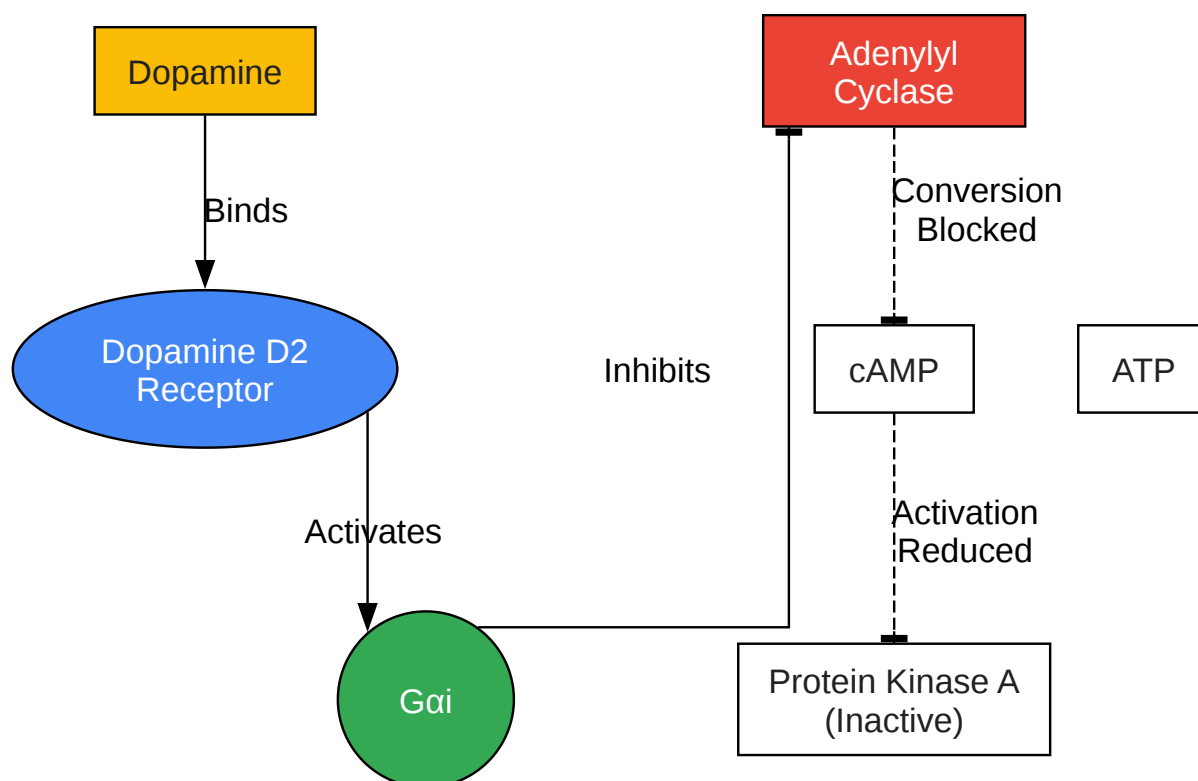 Dopamine
Adenylyl
Cyclase
Binds
Conversion
Blocked
Dopamine D2
Receptor
Inhibits
cAMP
ATP
Activates
Activation
Reduced
Gαi
Protein Kinase A
(Inactive)